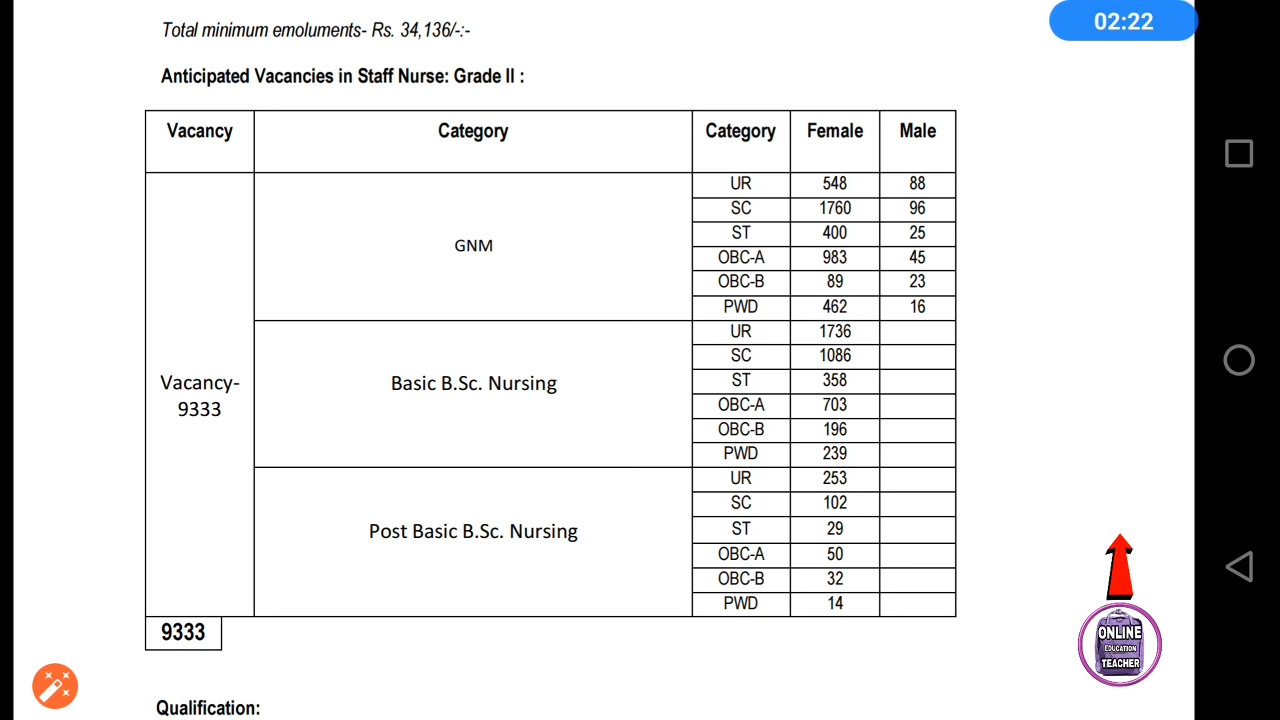 Total minimum emoluments- Rs. 34,136/-:-
02:22
Anticipated Vacancies in Staff Nurse: Grade II :
Vacancy Category Category Female Male
Vacancy-
9333
GNM
UR 548 88
SC 1760 96
ST 400 25
OBC-A 983 45
OBC-B 89 23
PWD 462 16
Basic B.Sc. Nursing
UR 1736
SC 1086
ST 358
OBC-A 703
OBC-B 196
PWD 239
Post Basic B.Sc. Nursing
UR 253
SC 102
ST 29
OBC-A 50
OBC-B 32
PWD 14
9333
ONLINE
EDUCATION
TEACHER
Qualification: